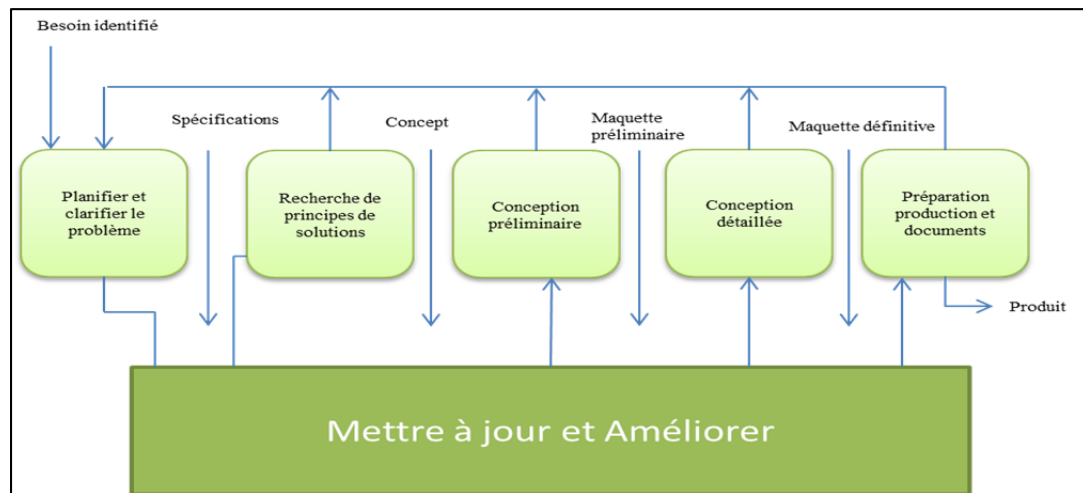 Besoin identifié
Spécifications
Concept
Maquette
préliminaire
Maquette définitive
Planifier et
clarifier le
problème
Recherche de
principes de
solutions
Conception
préliminaire
Conception
détaillée
Préparation
production et
documents
Produit
Mettre à jour et Améliorer